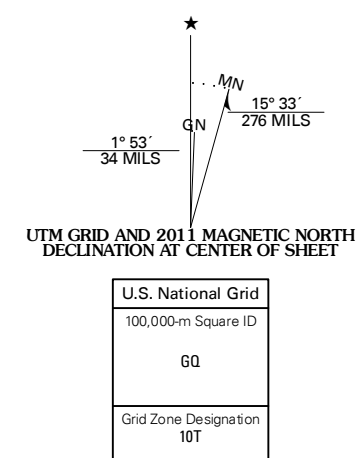 ★
MN
GN
15° 33´
276 MILS
1° 53´
34 MILS
UTM GRID AND 2011 MAGNETIC NORTH
DECLINATION AT CENTER OF SHEET
U.S. National Grid
100,000-m Square ID
GQ
Grid Zone Designation
10T